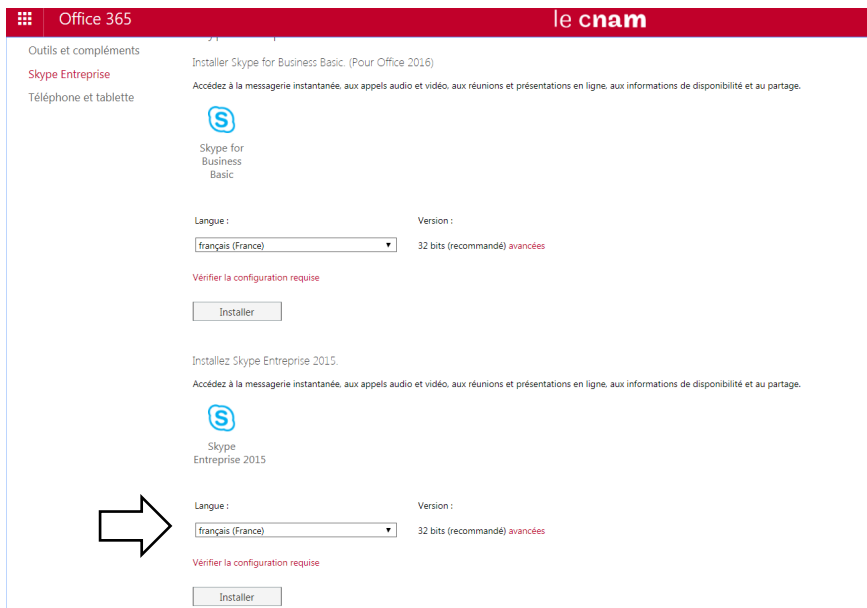 Office 365
le cnam
Outils et compléments
Skype Entreprise
Téléphone et tablette
Installer Skype for Business Basic. (Pour Office 2016)
Accédez à la messagerie instantanée, aux appels audio et vidéo, aux réunions et présentations en ligne, aux informations de disponibilité et au partage.
Skype for
Business
Basic
Langue :
Version :
français (France)
32 bits (recommandé) avancées
Vérifier la configuration requise
Installer
Installez Skype Entreprise 2015.
Accédez à la messagerie instantanée, aux appels audio et vidéo, aux réunions et présentations en ligne, aux informations de disponibilité et au partage.
Skype
Entreprise 2015
Langue :
Version :
français (France)
32 bits (recommandé) avancées
Vérifier la configuration requise
Installer